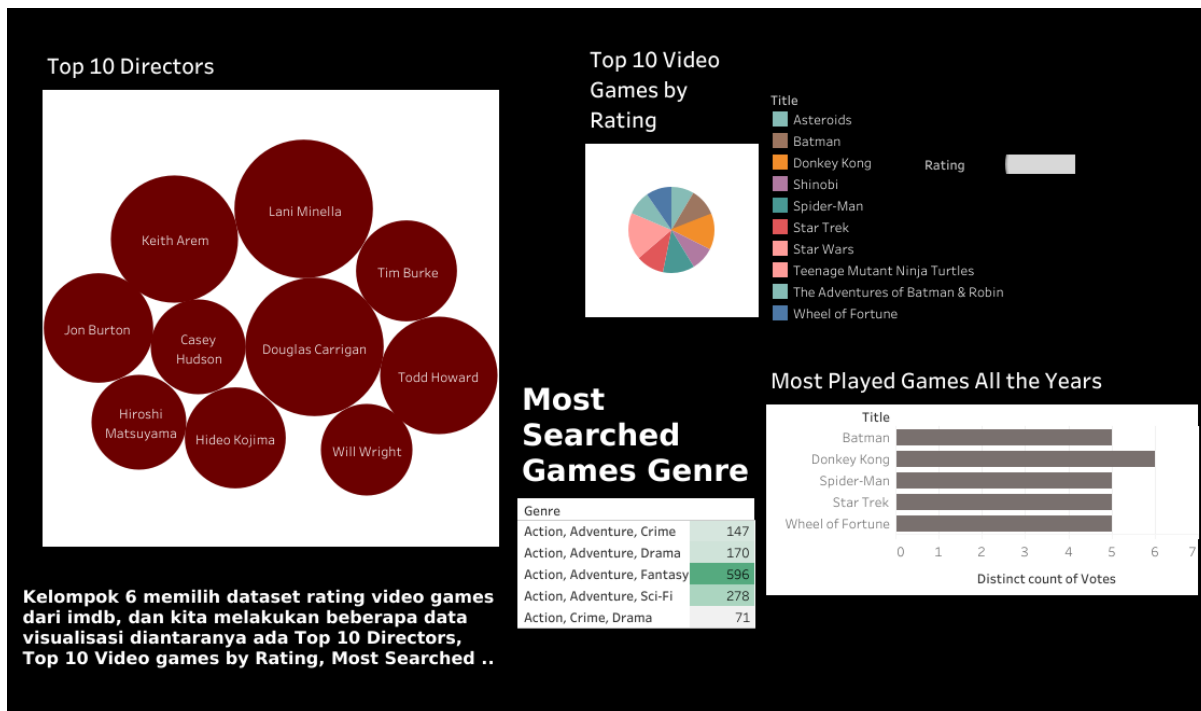 Top 10 Directors
Lani Minella
Keith Arem
Tim Burke
Jon Burton
Casey
Hudson
Douglas Carrigan
Todd Howard
Hiroshi
Matsuyama
Hideo Kojima
Will Wright
Kelompok 6 memilih dataset rating video games
dari imdb, dan kita melakukan beberapa data
visualisasi diantaranya ada Top 10 Directors,
Top 10 Video games by Rating, Most Searched ..
Top 10 Video
Games by
Rating
Title
Asteroids
Batman
Donkey Kong
Shinobi
Spider-Man
Star Trek
Star Wars
Teenage Mutant Ninja Turtles
The Adventures of Batman & Robin
Wheel of Fortune
Rating
Most
Searched
Games Genre
Genre
Action, Adventure, Crime 147
Action, Adventure, Drama 170
Action, Adventure, Fantasy 596
Action, Adventure, Sci-Fi 278
Action, Crime, Drama 71
Most Played Games All the Years
Title
Batman
Donkey Kong
Spider-Man
Star Trek
Wheel of Fortune
0 1 2 3 4 5 6 7
Distinct count of Votes